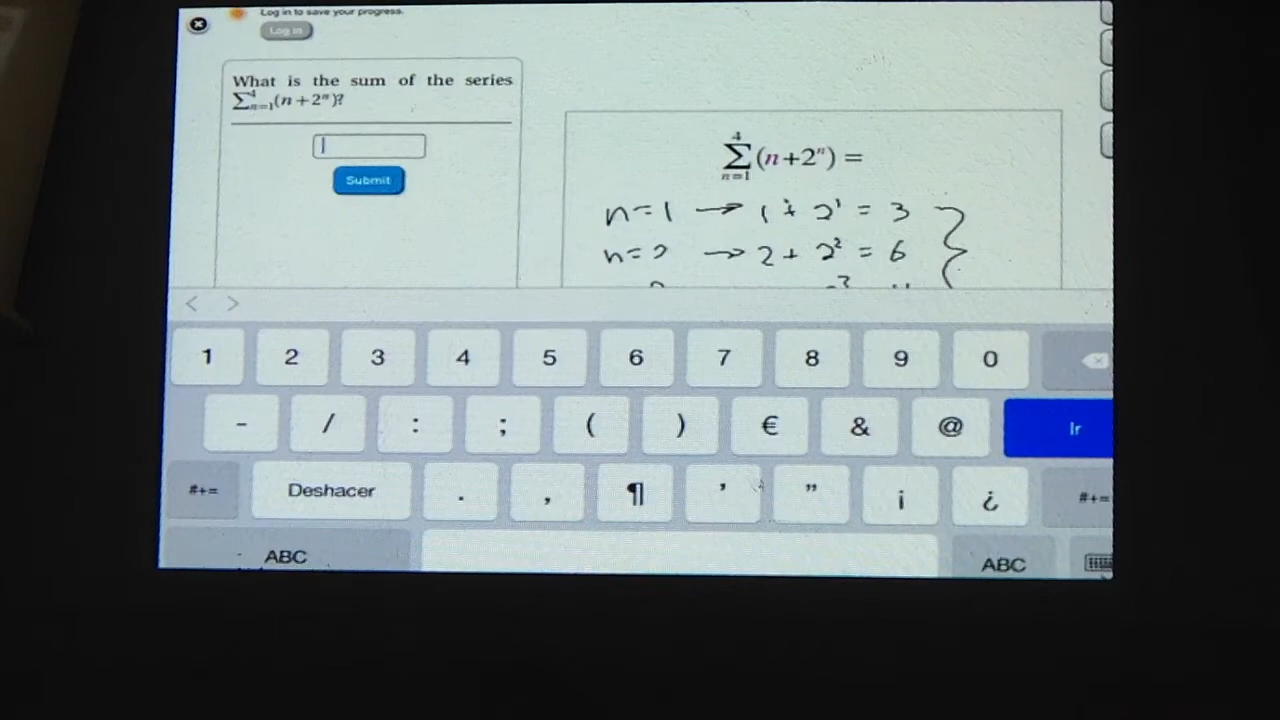 Log in to save your progress.
Log in
What is the sum of the series
∑⁴ₙ₌₁(n+2ⁿ)?
Submit
4
∑(n+2ⁿ) =
n=1
n=1 → 1 + 2¹ = 3
n=2 → 2 + 2² = 6
< >
1 2 3 4 5 6 7 8 9 0
- / : ; ( ) € & @ Ir
#+= Deshacer . , ¶ ' " ¡ ¿ #+=
ABC ABC